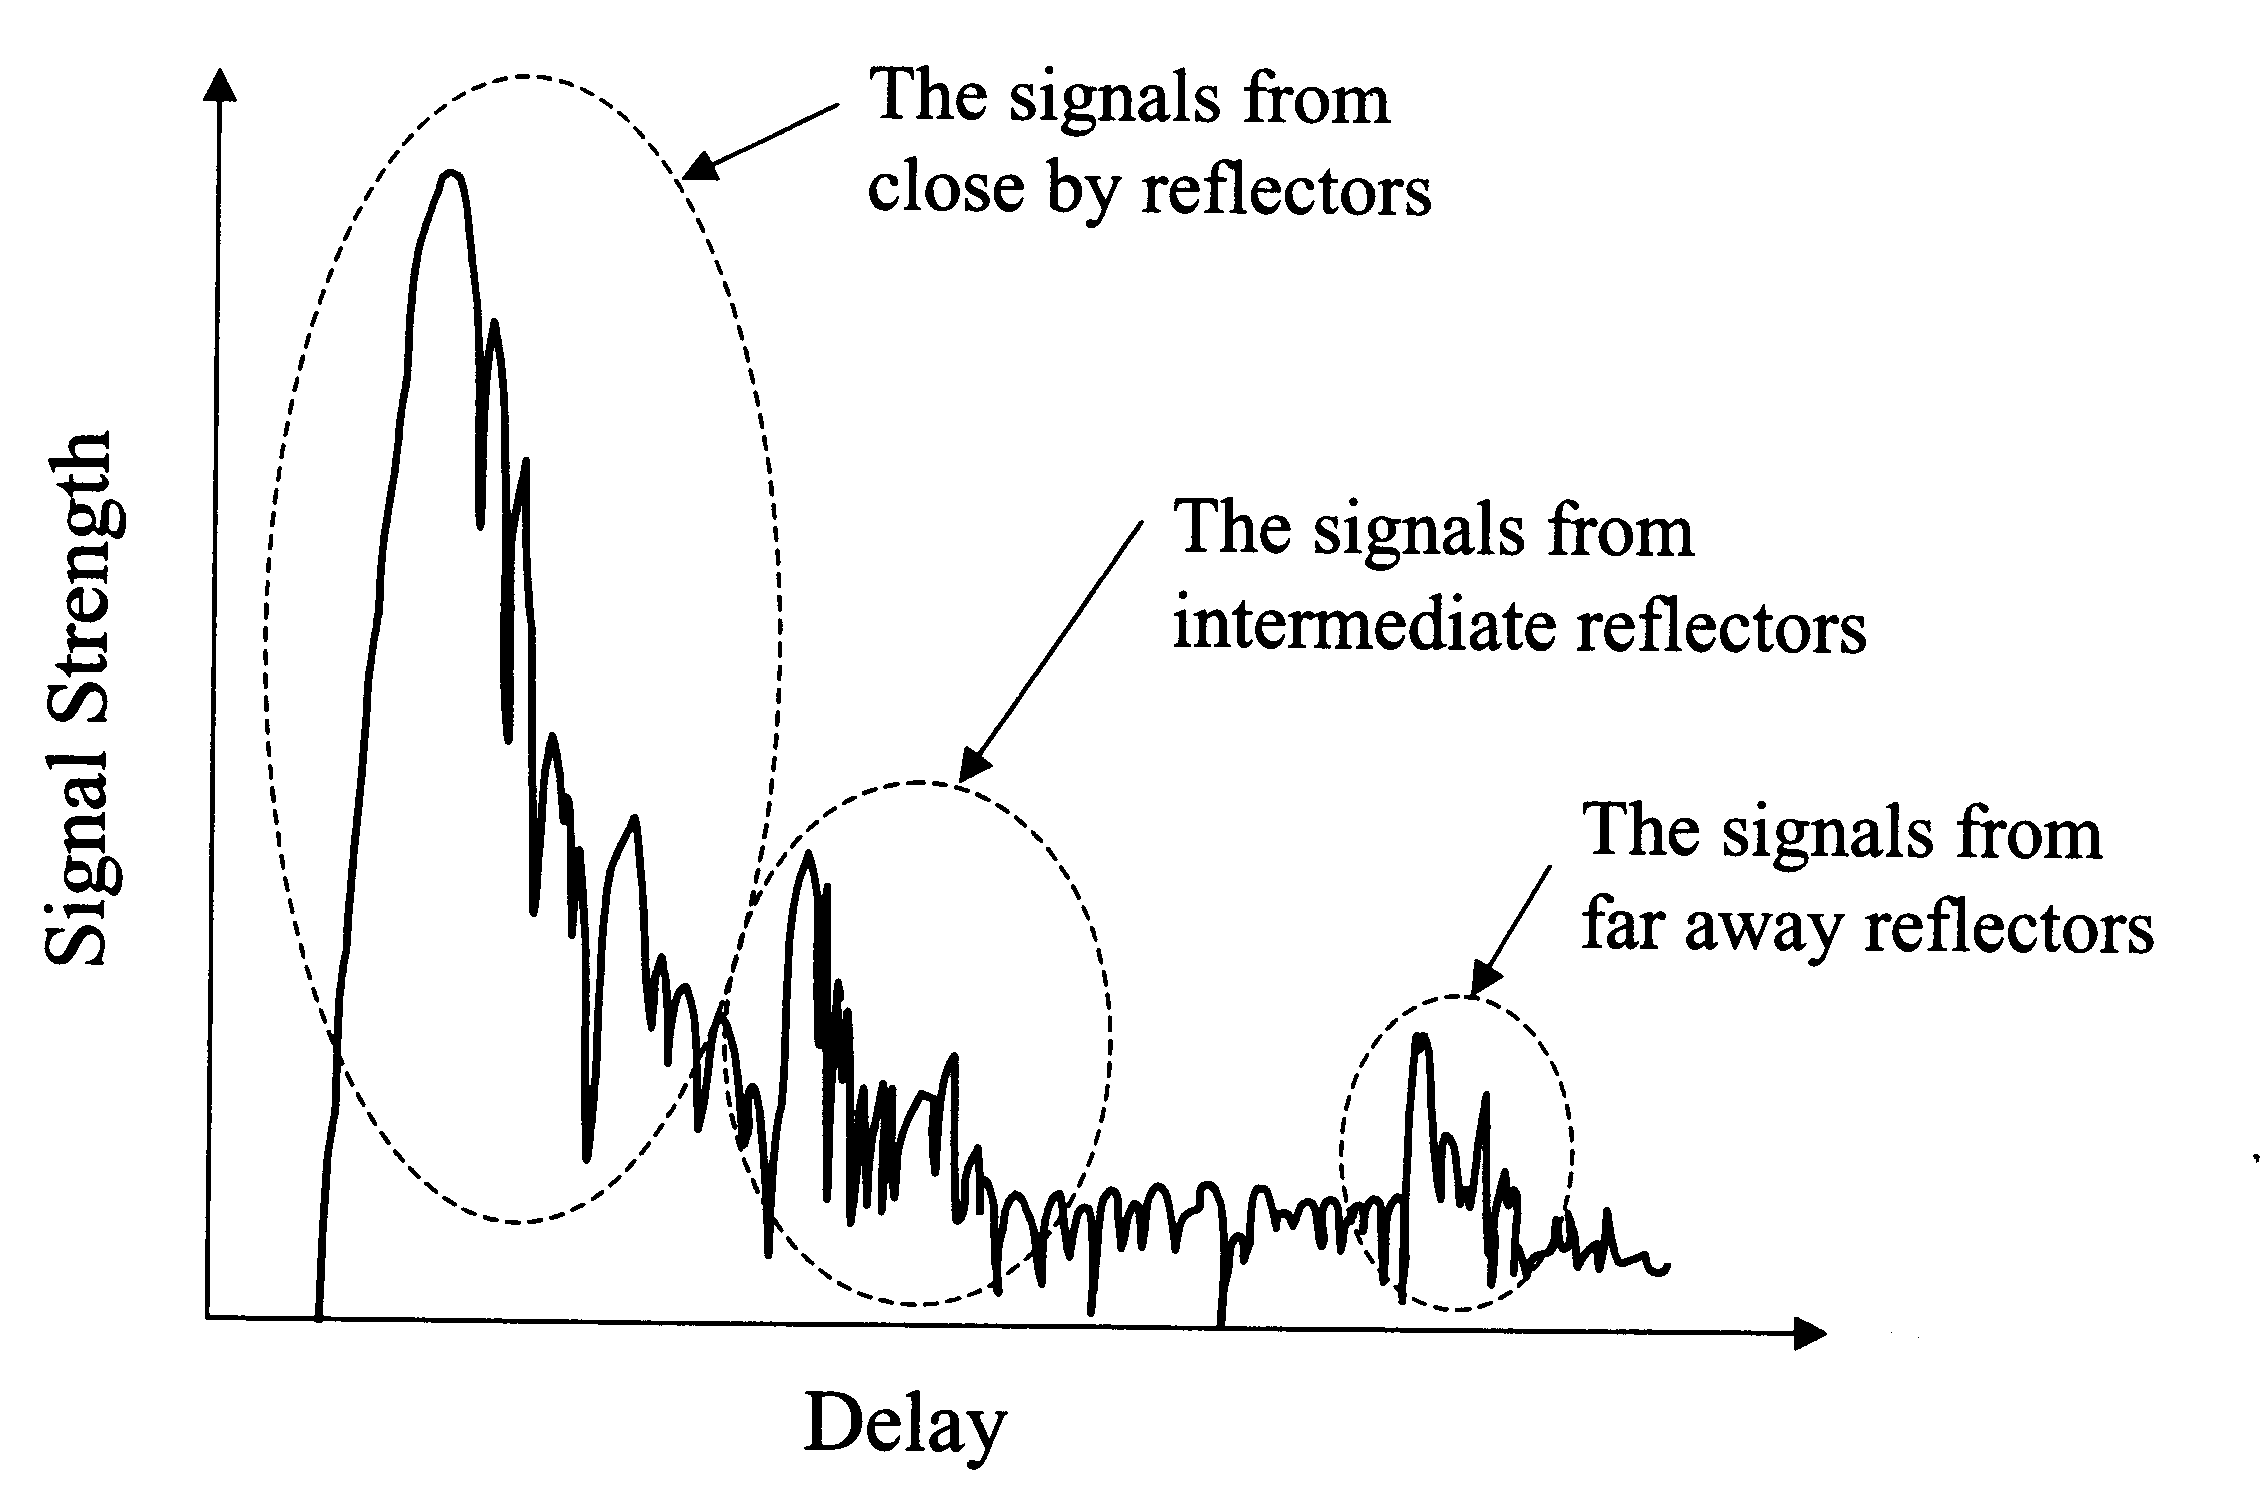 The signals from
close by reflectors
The signals from
intermediate reflectors
The signals from
far away reflectors
Signal Strength
Delay